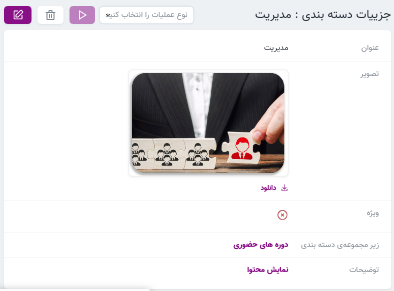 جزییات دسته بندی : مدیریت
نوع عملیات را انتخاب کنید
عنوان
مدیریت
تصویر
دانلود
ویژه
زیر مجموعه‌ی دسته بندی
دوره های حضوری
توضیحات
نمایش محتوا